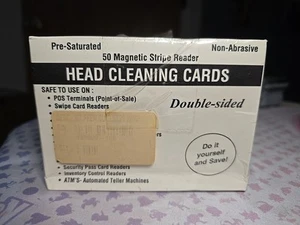 Pre-Saturated
Non-Abrasive
50 Magnetic Stripe Reader
HEAD CLEANING CARDS
SAFE TO USE ON :
• POS Terminals (Point-of-Sale)
• Swipe Card Readers
Double-sided
Readers
Do it
yourself
and Save!
• Security Pass Card Readers
• Inventory Control Readers
• ATM'S- Automated Teller Machines